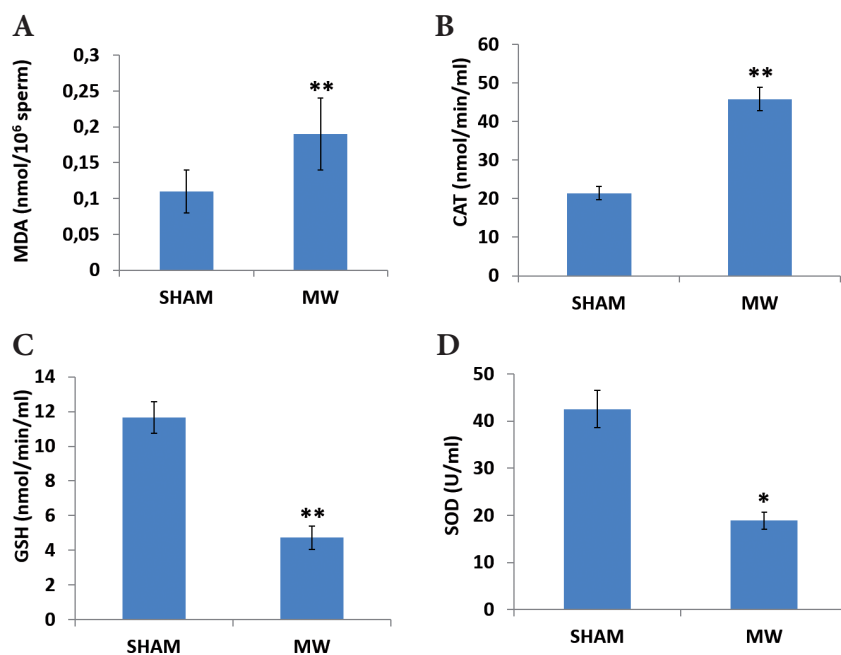 A
MDA (nmol/10⁶ sperm)
0,3
0,25
0,2
0,15
0,1
0,05
0
**
SHAM MW
B
CAT (nmol/min/ml)
60
50
40
30
20
10
0
**
SHAM MW
C
GSH (nmol/min/ml)
14
12
10
8
6
4
2
0
**
SHAM MW
D
SOD (U/ml)
50
40
30
20
10
0
*
SHAM MW